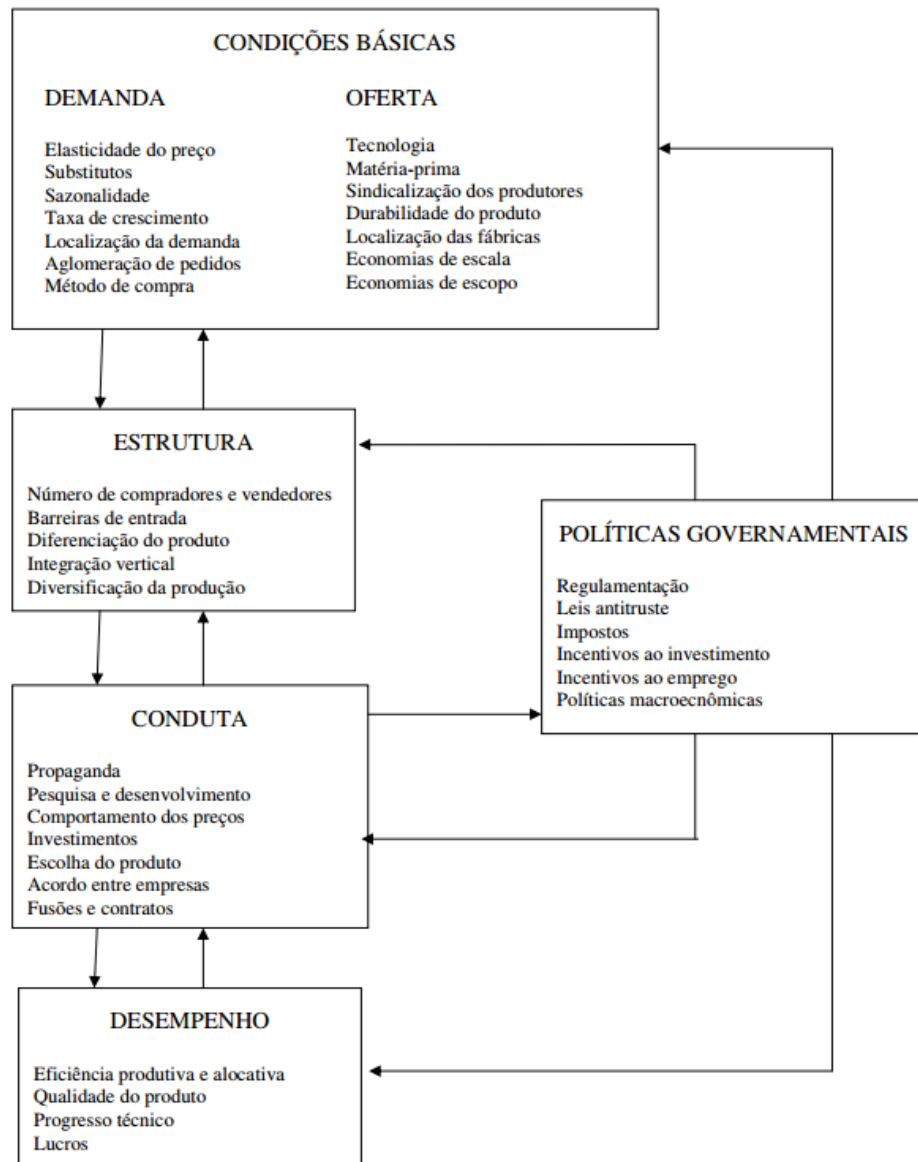 CONDIÇÕES BÁSICAS
DEMANDA
Elasticidade do preço
Substitutos
Sazonalidade
Taxa de crescimento
Localização da demanda
Aglomeração de pedidos
Método de compra
OFERTA
Tecnologia
Matéria-prima
Sindicalização dos produtores
Durabilidade do produto
Localização das fábricas
Economias de escala
Economias de escopo
ESTRUTURA
Número de compradores e vendedores
Barreiras de entrada
Diferenciação do produto
Integração vertical
Diversificação da produção
POLÍTICAS GOVERNAMENTAIS
Regulamentação
Leis antitruste
Impostos
Incentivos ao investimento
Incentivos ao emprego
Políticas macroecnômicas
CONDUTA
Propaganda
Pesquisa e desenvolvimento
Comportamento dos preços
Investimentos
Escolha do produto
Acordo entre empresas
Fusões e contratos
DESEMPENHO
Eficiência produtiva e alocativa
Qualidade do produto
Progresso técnico
Lucros